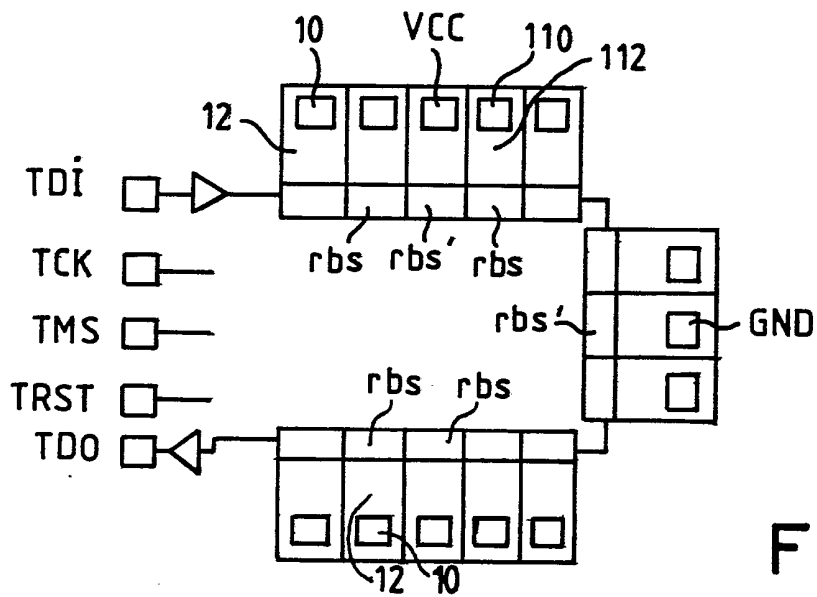 10 VCC 110
112
12
TDİ
rbs rbs' rbs
TCK
rbs' GND
TMS
TRST rbs rbs
TDO
12 10
F